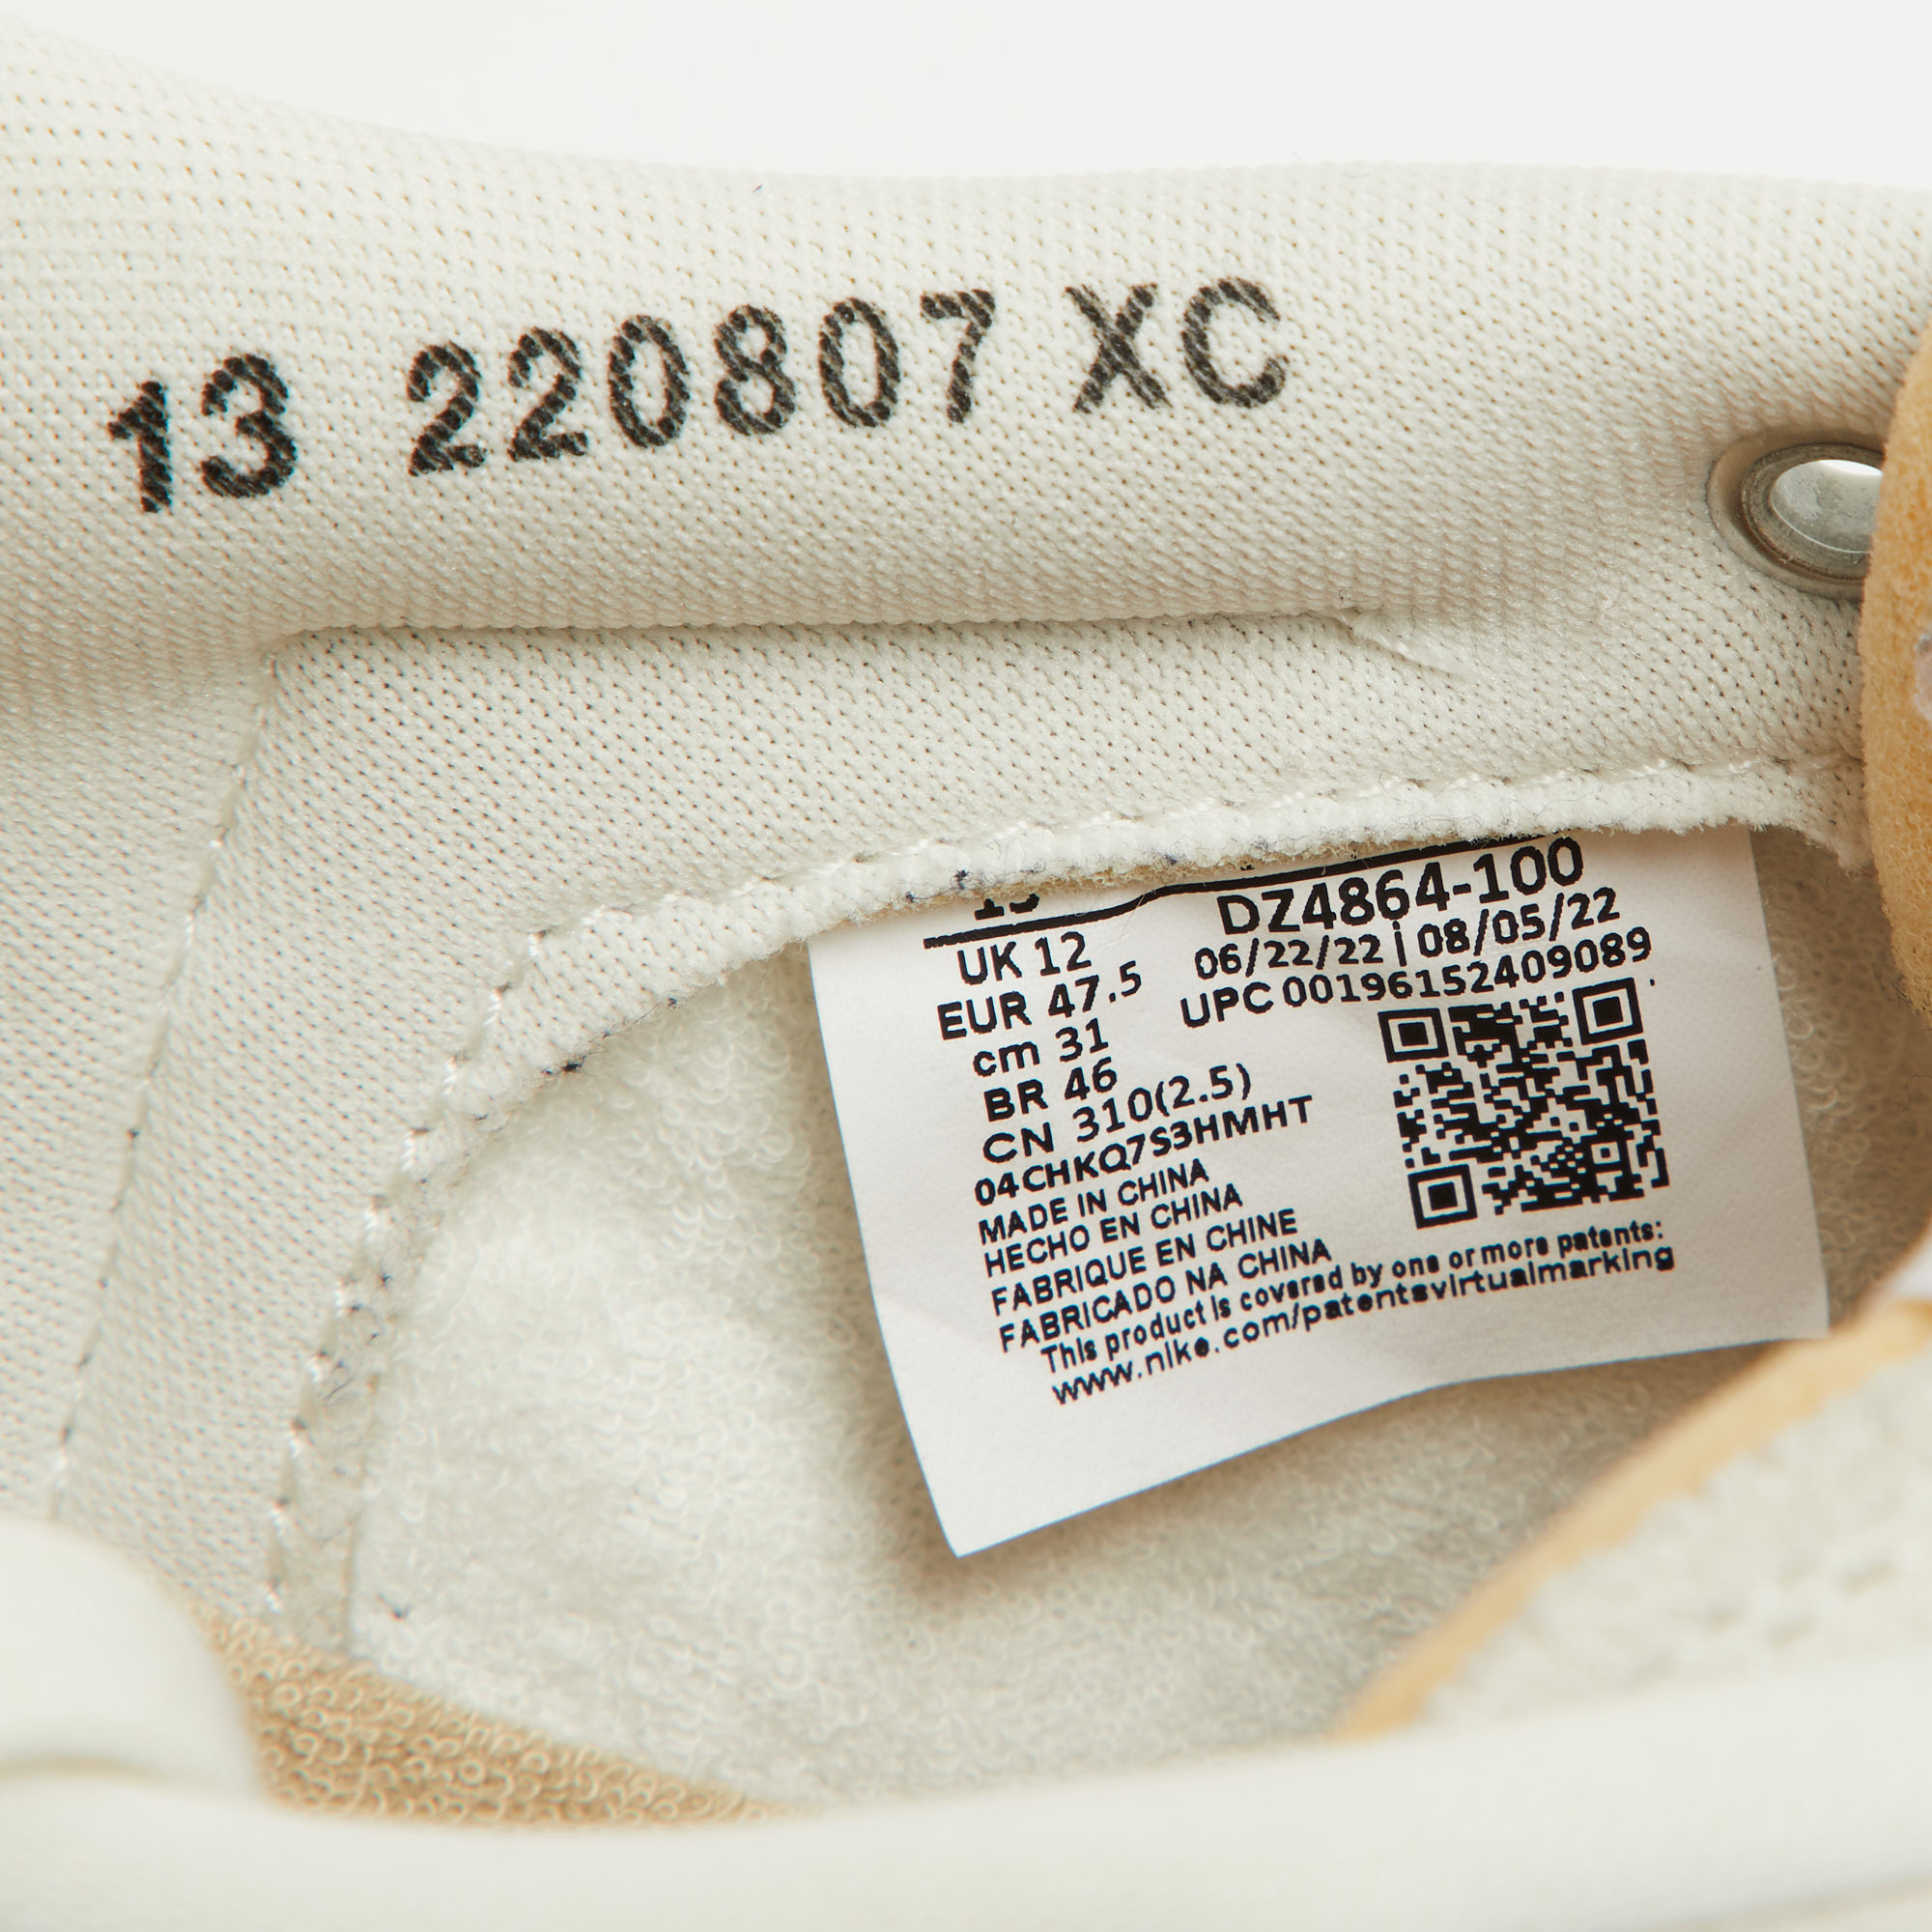 13 220807 XC
DZ4864-100
UK 12
06/22/22 | 08/05/22
EUR 47.5
UPC 00196152409089
cm 31
BR 46
CN 310(2.5)
04CHKQ7S3HMHT
MADE IN CHINA
HECHO EN CHINA
FABRIQUE EN CHINE
FABRICADO NA CHINA
This product is covered by one or more patents:
www.nike.com/patentsvirtualmarking